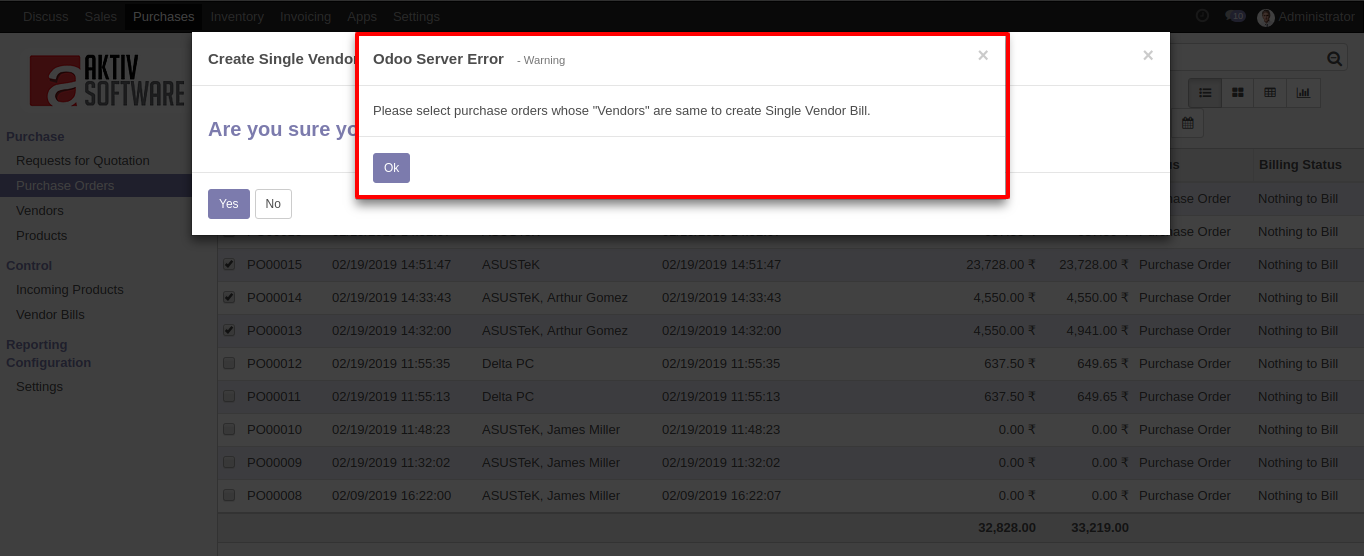 Discuss Sales Purchases Inventory Invoicing Apps Settings 10 Administrator
AKTIV
SOFTWARE
Create Single Vendor
Odoo Server Error - Warning × ×
Please select purchase orders whose "Vendors" are same to create Single Vendor Bill.
Are you sure yo
Ok
Yes No
Purchase
Requests for Quotation
Purchase Orders
Vendors
Products
Control
Incoming Products
Vendor Bills
Reporting
Configuration
Settings
Billing Status
Purchase Order Nothing to Bill
Purchase Order Nothing to Bill
PO00015 02/19/2019 14:51:47 ASUSTeK 02/19/2019 14:51:47 23,728.00 ₹ 23,728.00 ₹ Purchase Order Nothing to Bill
PO00014 02/19/2019 14:33:43 ASUSTeK, Arthur Gomez 02/19/2019 14:33:43 4,550.00 ₹ 4,550.00 ₹ Purchase Order Nothing to Bill
PO00013 02/19/2019 14:32:00 ASUSTeK, Arthur Gomez 02/19/2019 14:32:00 4,550.00 ₹ 4,941.00 ₹ Purchase Order Nothing to Bill
PO00012 02/19/2019 11:55:35 Delta PC 02/19/2019 11:55:35 637.50 ₹ 649.65 ₹ Purchase Order Nothing to Bill
PO00011 02/19/2019 11:55:13 Delta PC 02/19/2019 11:55:13 637.50 ₹ 649.65 ₹ Purchase Order Nothing to Bill
PO00010 02/19/2019 11:48:23 ASUSTeK, James Miller 02/19/2019 11:48:23 0.00 ₹ 0.00 ₹ Purchase Order Nothing to Bill
PO00009 02/19/2019 11:32:02 ASUSTeK, James Miller 02/19/2019 11:32:02 0.00 ₹ 0.00 ₹ Purchase Order Nothing to Bill
PO00008 02/09/2019 16:22:00 ASUSTeK, James Miller 02/09/2019 16:22:07 0.00 ₹ 0.00 ₹ Purchase Order Nothing to Bill
32,828.00 33,219.00